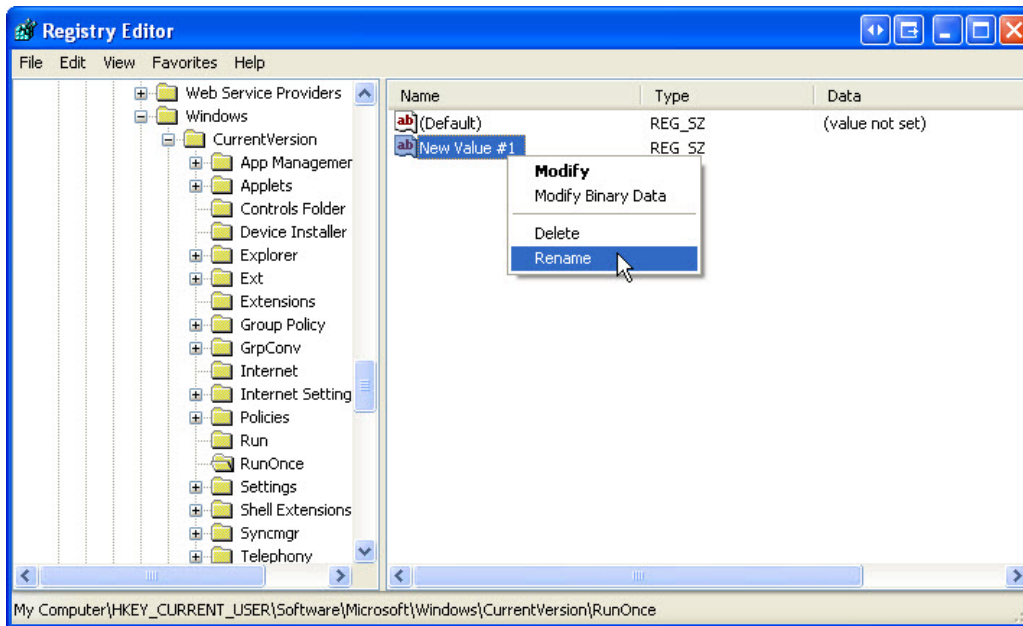 Registry Editor
File Edit View Favorites Help
Web Service Providers
Windows
CurrentVersion
App Managemen
Applets
Controls Folder
Device Installer
Explorer
Ext
Extensions
Group Policy
GrpConv
Internet
Internet Setting
Policies
Run
RunOnce
Settings
Shell Extensions
Syncmgr
Telephony
Name Type Data
ab (Default) REG_SZ (value not set)
ab New Value #1 REG_SZ
Modify
Modify Binary Data
Delete
Rename
My Computer\HKEY_CURRENT_USER\Software\Microsoft\Windows\CurrentVersion\RunOnce